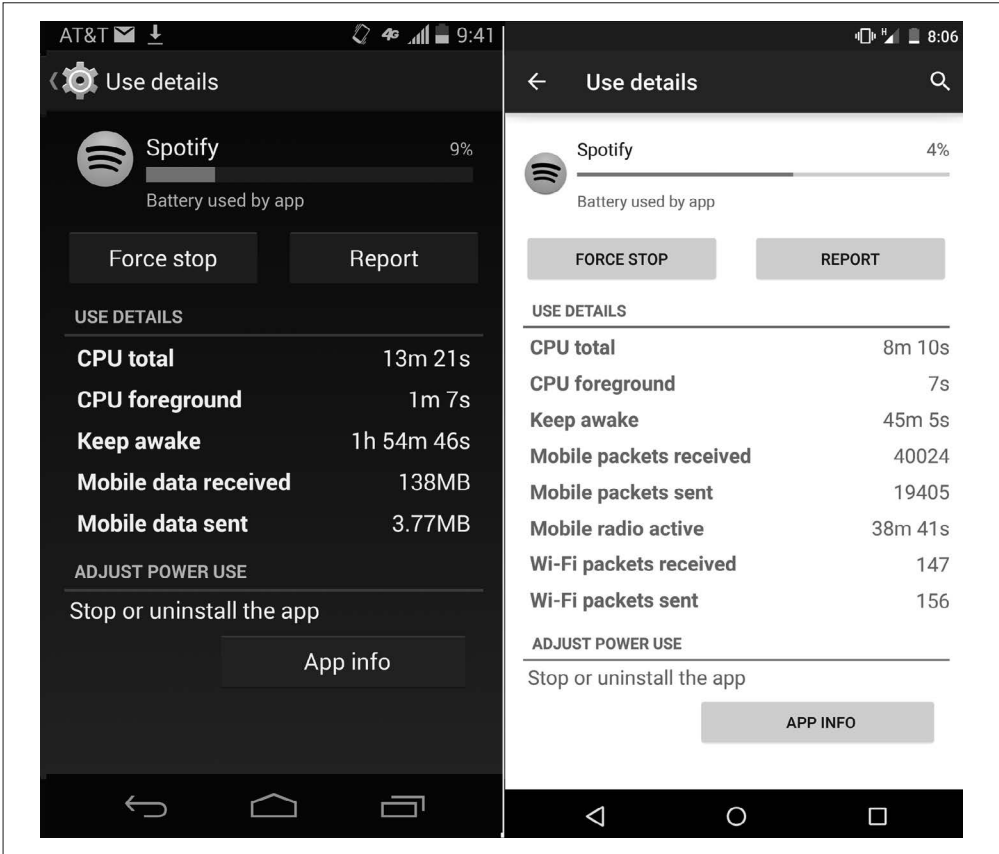 AT&T 4G 9:41
Use details
Spotify 9%
Battery used by app
Force stop Report
USE DETAILS
CPU total 13m 21s
CPU foreground 1m 7s
Keep awake 1h 54m 46s
Mobile data received 138MB
Mobile data sent 3.77MB
ADJUST POWER USE
Stop or uninstall the app
App info
H 8:06
Use details
Spotify 4%
Battery used by app
FORCE STOP REPORT
USE DETAILS
CPU total 8m 10s
CPU foreground 7s
Keep awake 45m 5s
Mobile packets received 40024
Mobile packets sent 19405
Mobile radio active 38m 41s
Wi-Fi packets received 147
Wi-Fi packets sent 156
ADJUST POWER USE
Stop or uninstall the app
APP INFO